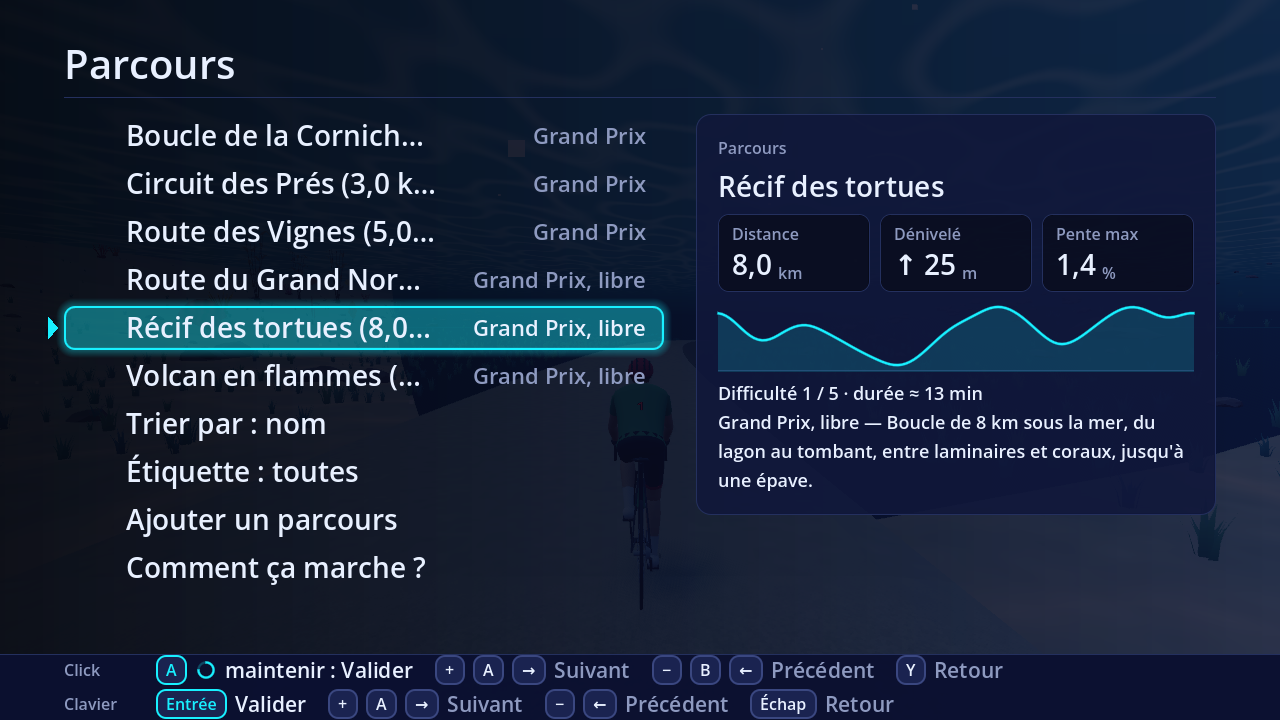 Parcours
Boucle de la Cornich... Grand Prix
Circuit des Prés (3,0 k... Grand Prix
Route des Vignes (5,0... Grand Prix
Route du Grand Nor... Grand Prix, libre
Récif des tortues (8,0... Grand Prix, libre
Volcan en flammes (... Grand Prix, libre
Trier par : nom
Étiquette : toutes
Ajouter un parcours
Comment ça marche ?
Parcours
Récif des tortues
Distance Dénivelé Pente max
8,0 km ↑ 25 m 1,4 %
Difficulté 1 / 5 · durée ≈ 13 min
Grand Prix, libre — Boucle de 8 km sous la mer, du
lagon au tombant, entre laminaires et coraux, jusqu'à
une épave.
Click A maintenir : Valider + A → Suivant − B ← Précédent Y Retour
Clavier Entrée Valider + A → Suivant − ← Précédent Échap Retour